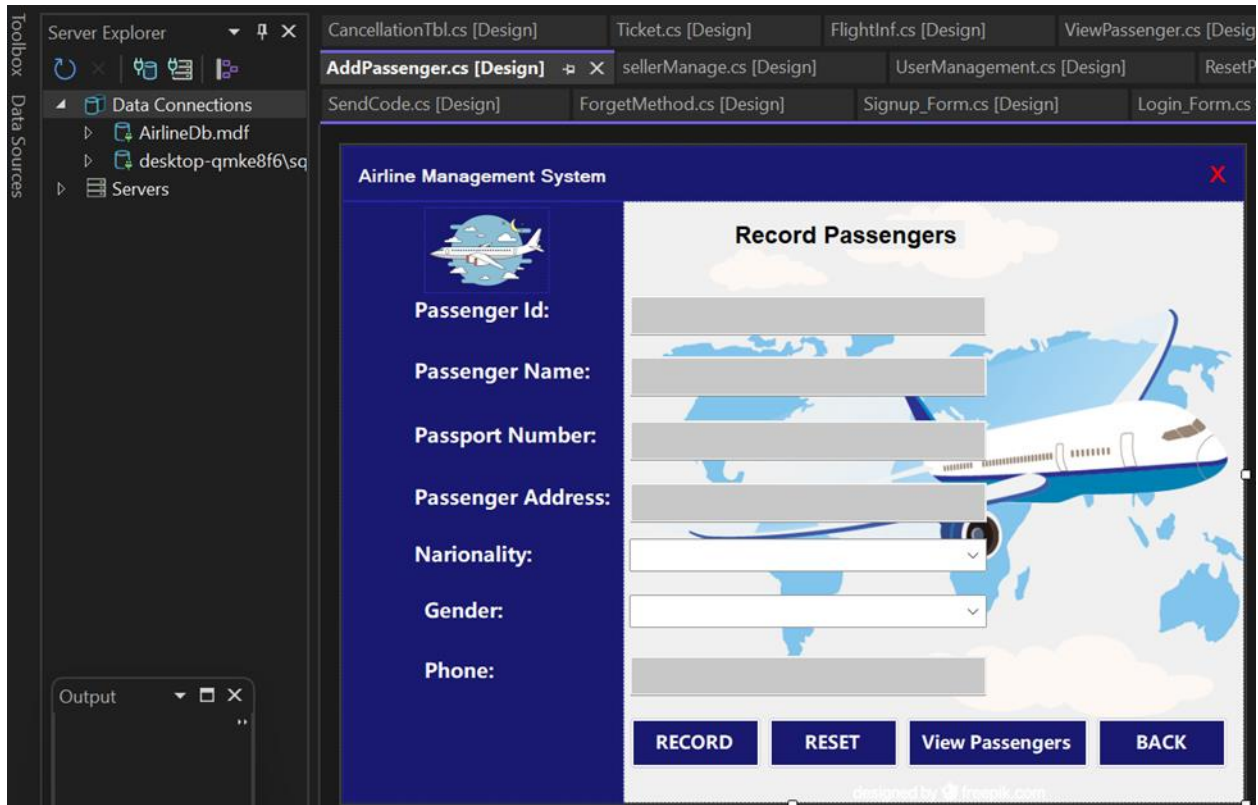 Toolbox
Data Sources
Server Explorer
Data Connections
AirlineDb.mdf
desktop-qmke8f6\sq
Servers
Output
CancellationTbl.cs [Design] Ticket.cs [Design] FlightInf.cs [Design] ViewPassenger.cs [Desig
AddPassenger.cs [Design] sellerManage.cs [Design] UserManagement.cs [Design] ResetP
SendCode.cs [Design] ForgetMethod.cs [Design] Signup_Form.cs [Design] Login_Form.cs
Airline Management System X
Record Passengers
Passenger Id:
Passenger Name:
Passport Number:
Passenger Address:
Narionality:
Gender:
Phone:
RECORD RESET View Passengers BACK
designed by freepik.com